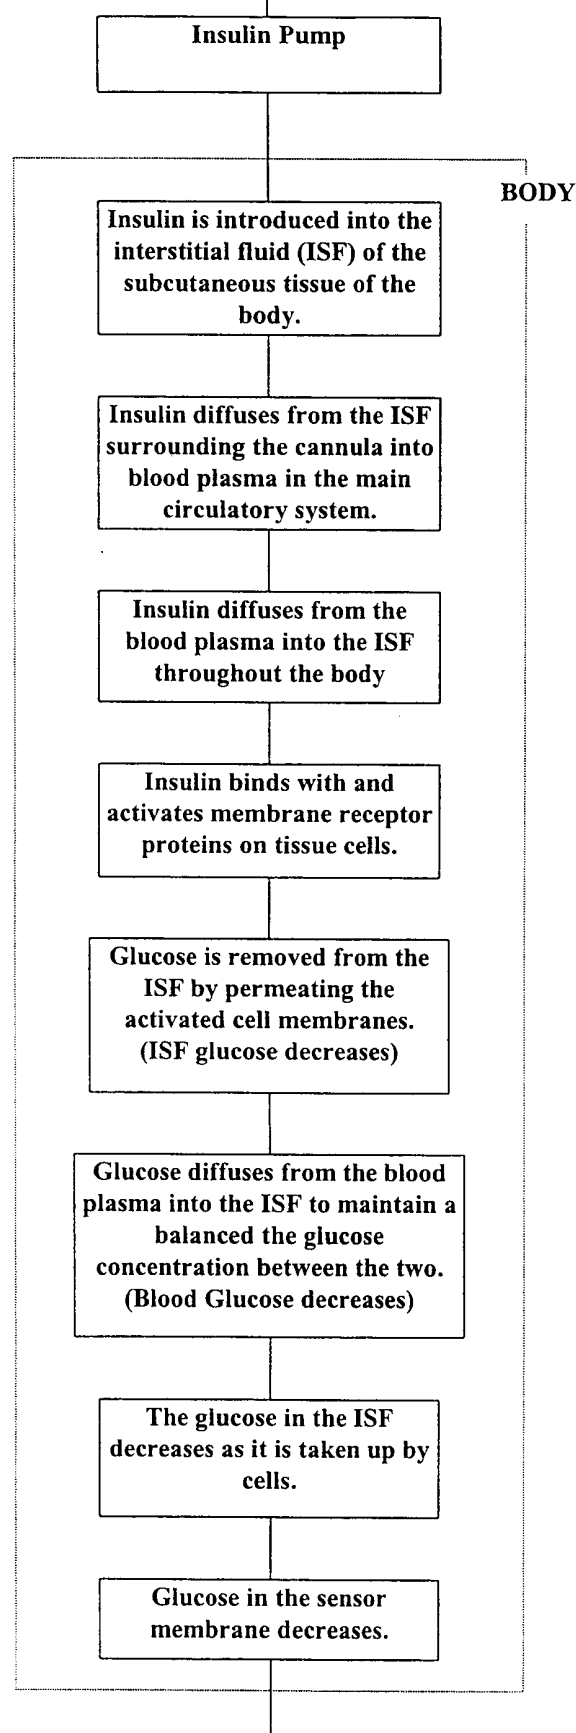 Insulin Pump
BODY
Insulin is introduced into the
interstitial fluid (ISF) of the
subcutaneous tissue of the
body.
Insulin diffuses from the ISF
surrounding the cannula into
blood plasma in the main
circulatory system.
Insulin diffuses from the
blood plasma into the ISF
throughout the body
Insulin binds with and
activates membrane receptor
proteins on tissue cells.
Glucose is removed from the
ISF by permeating the
activated cell membranes.
(ISF glucose decreases)
Glucose diffuses from the blood
plasma into the ISF to maintain a
balanced the glucose
concentration between the two.
(Blood Glucose decreases)
The glucose in the ISF
decreases as it is taken up by
cells.
Glucose in the sensor
membrane decreases.